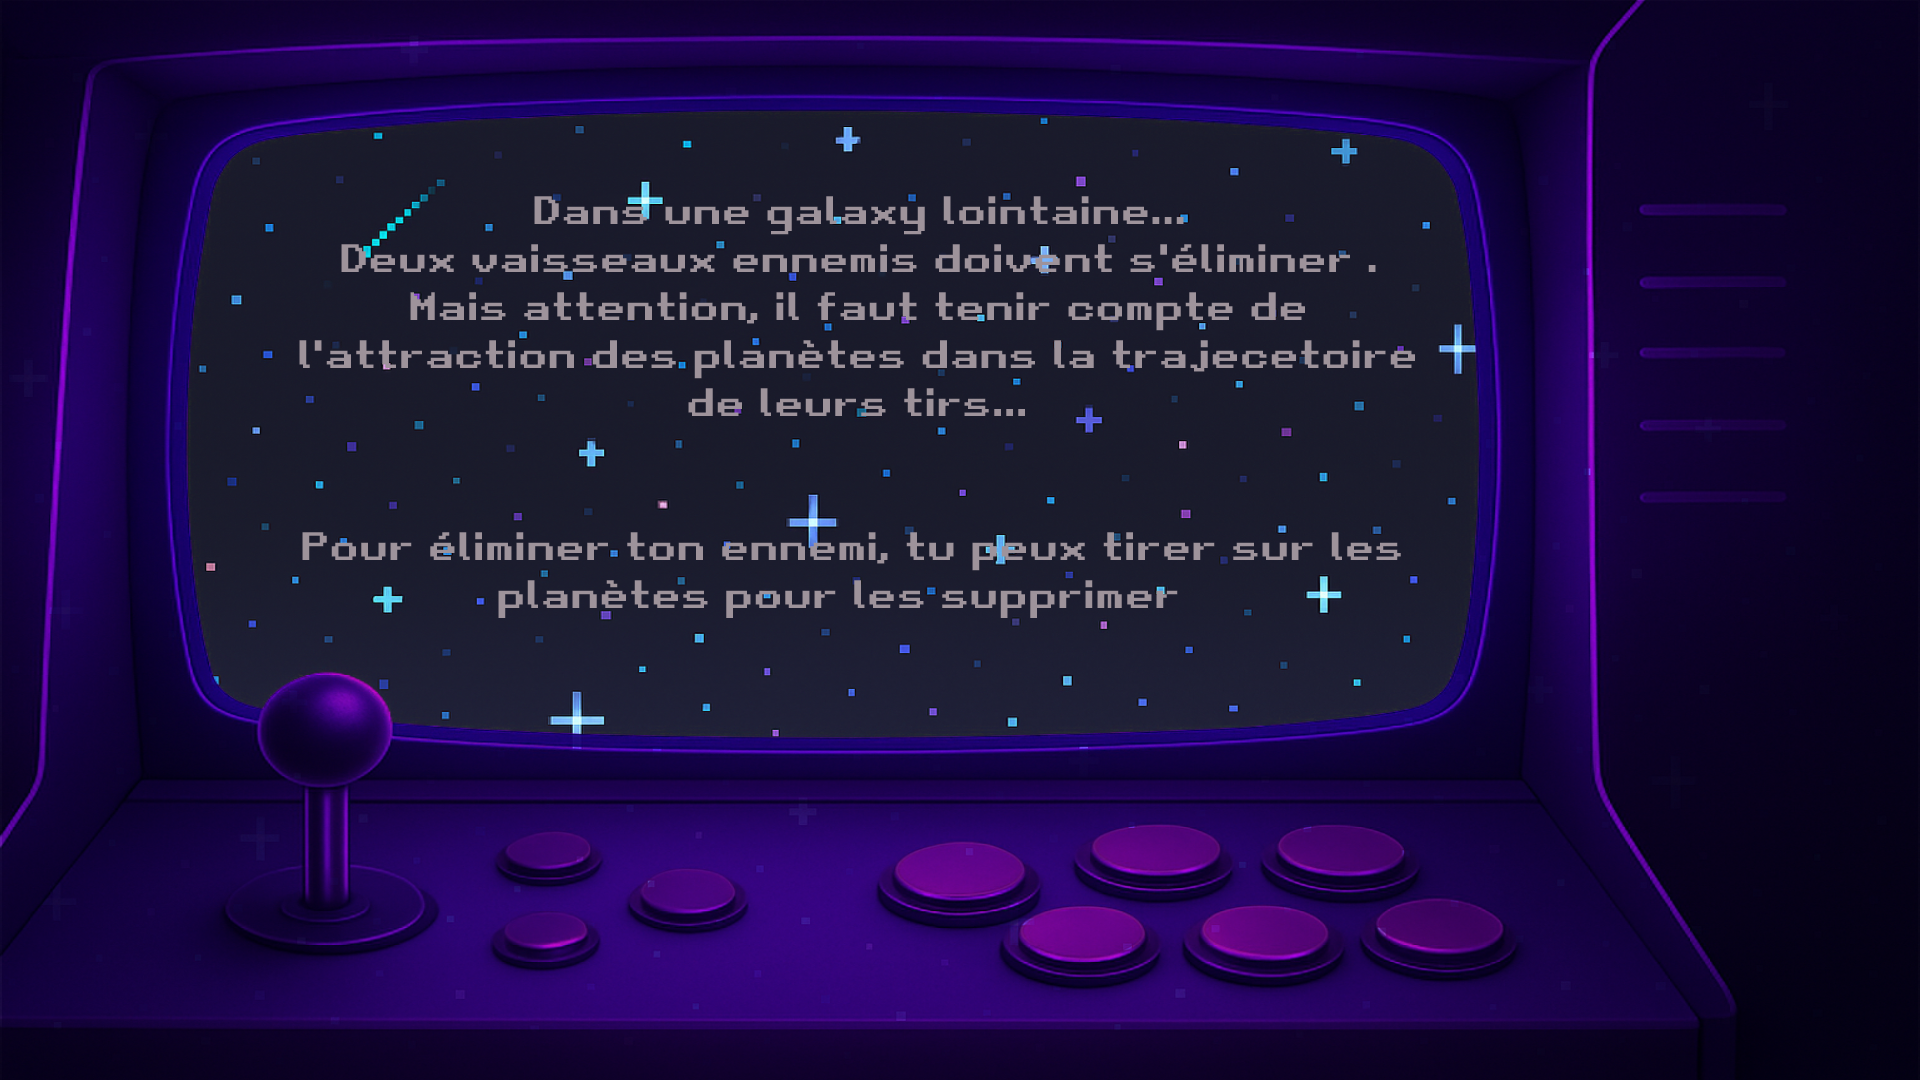 Dans une galaxy lointaine...
Deux vaisseaux ennemis doivent s'éliminer .
Mais attention, il faut tenir compte de
l'attraction des planètes dans la trajecetoire
de leurs tirs...
Pour éliminer ton ennemi, tu peux tirer sur les
planètes pour les supprimer